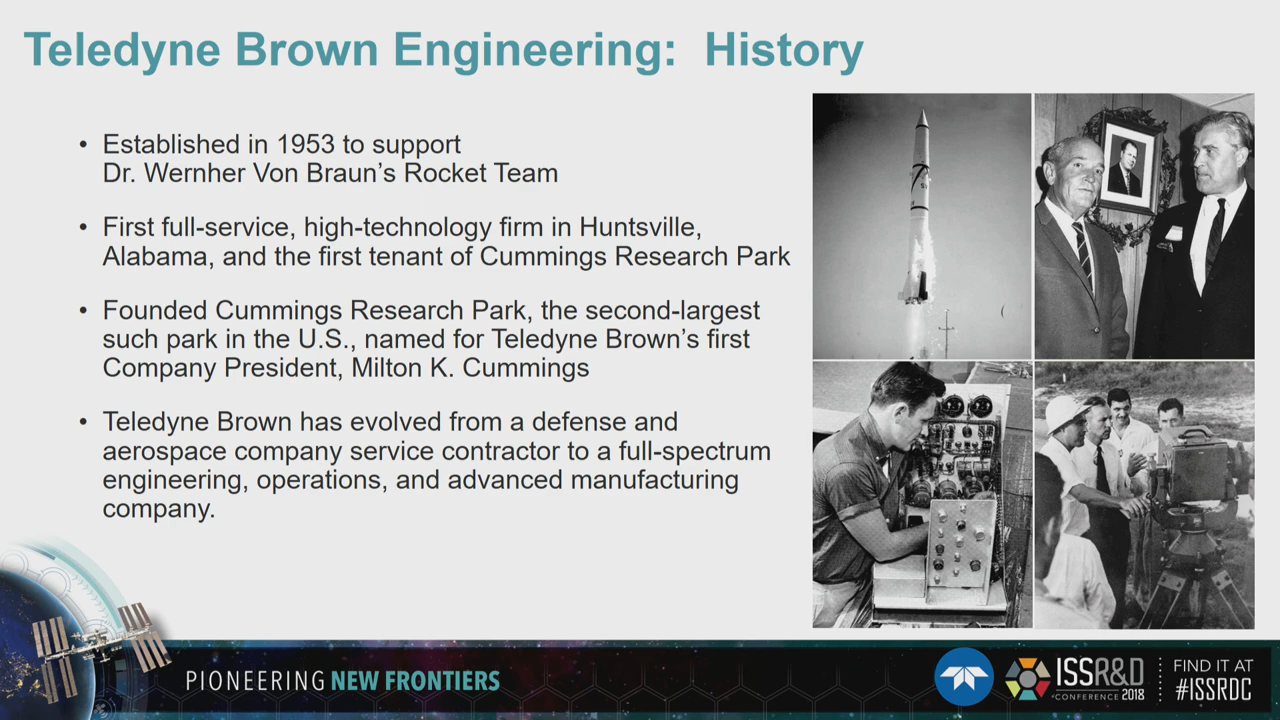 Teledyne Brown Engineering: History
• Established in 1953 to support
Dr. Wernher Von Braun's Rocket Team
• First full-service, high-technology firm in Huntsville,
Alabama, and the first tenant of Cummings Research Park
• Founded Cummings Research Park, the second-largest
such park in the U.S., named for Teledyne Brown's first
Company President, Milton K. Cummings
• Teledyne Brown has evolved from a defense and
aerospace company service contractor to a full-spectrum
engineering, operations, and advanced manufacturing
company.
PIONEERING NEW FRONTIERS
ISSR&D
CONFERENCE 2018
FIND IT AT
#ISSRDC